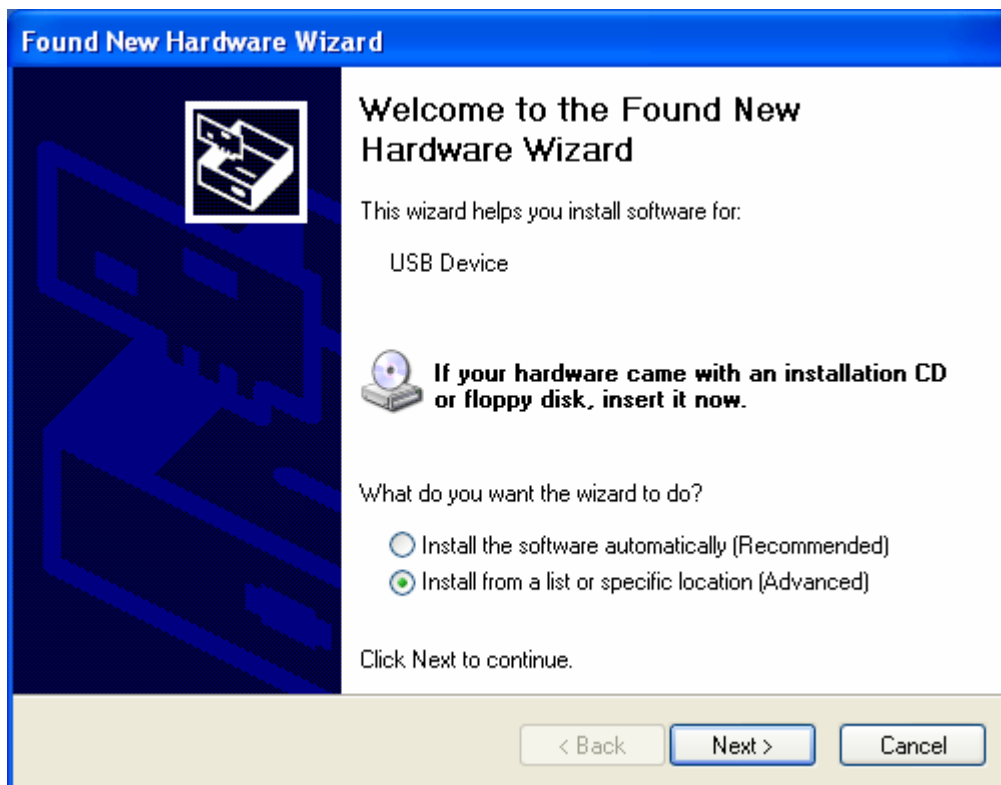 Found New Hardware Wizard
Welcome to the Found New
Hardware Wizard
This wizard helps you install software for:
USB Device
If your hardware came with an installation CD
or floppy disk, insert it now.
What do you want the wizard to do?
Install the software automatically (Recommended)
Install from a list or specific location (Advanced)
Click Next to continue.
< Back Next > Cancel